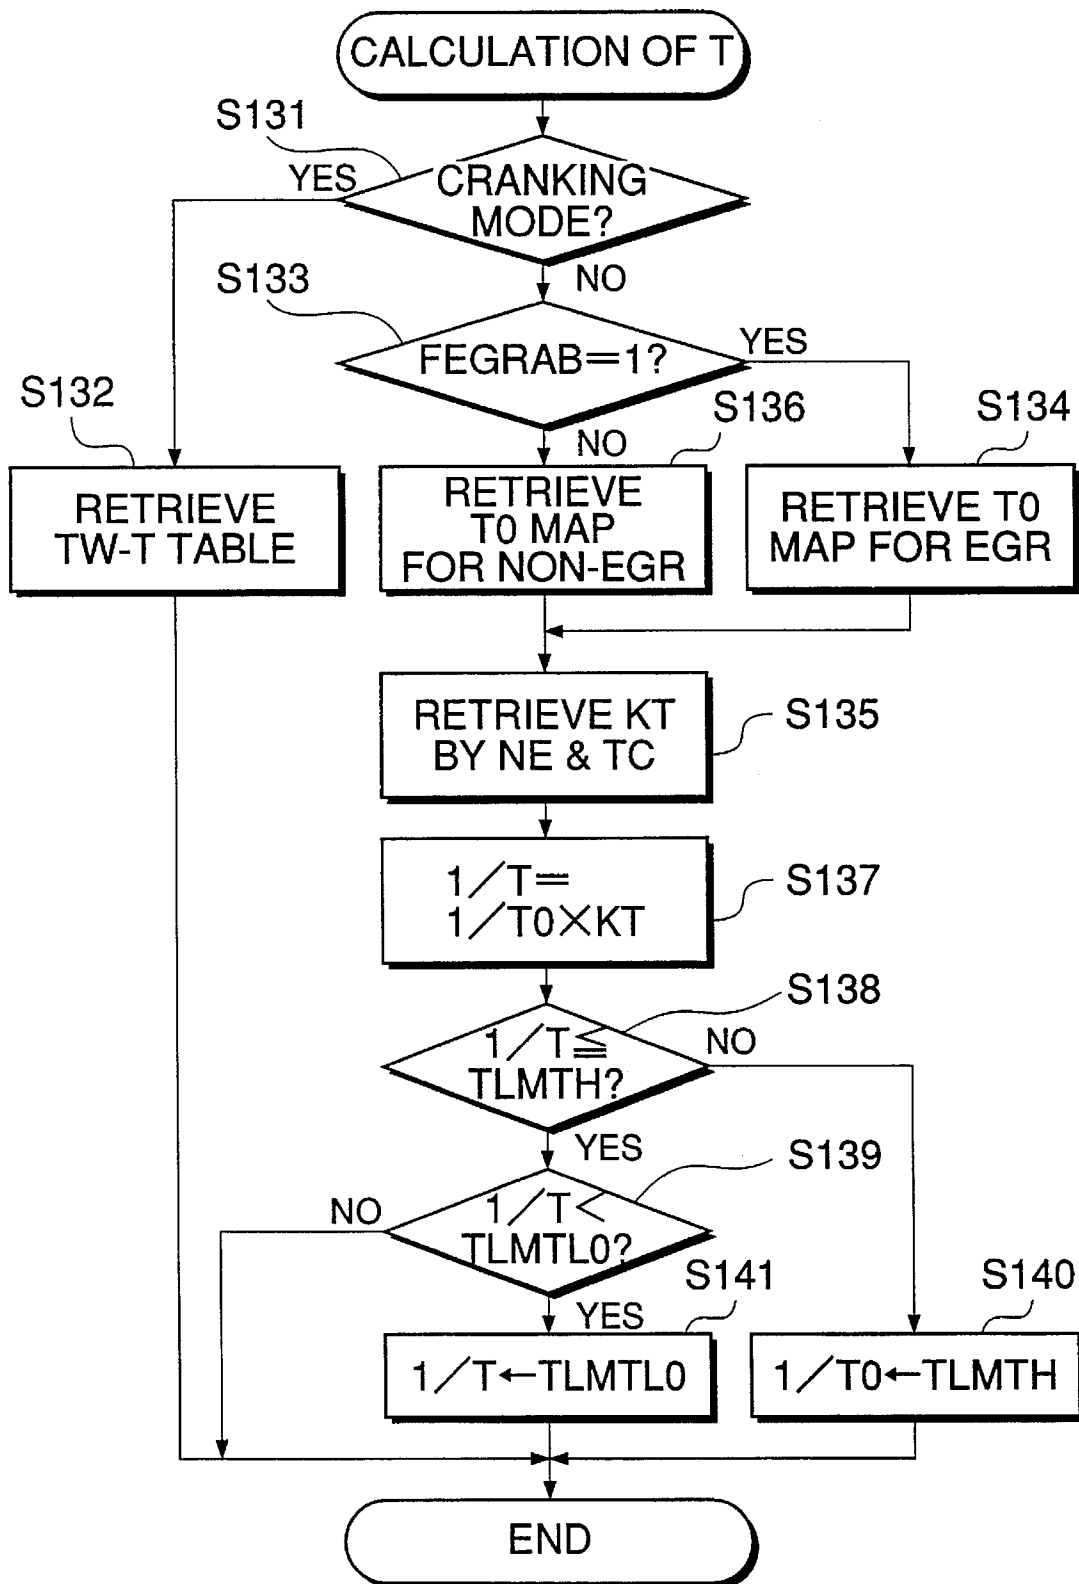 CALCULATION OF T
S131
YES
CRANKING
MODE?
NO
S133
FEGRAB=1?
YES
S132
NO
S136
S134
RETRIEVE
TW-T TABLE
RETRIEVE
T0 MAP
FOR NON-EGR
RETRIEVE T0
MAP FOR EGR
RETRIEVE KT
BY NE & TC
S135
1/T=
1/T0×KT
S137
S138
1/T≦
TLMTH?
NO
YES
S139
NO
1/T<
TLMTL0?
YES
S141
S140
1/T←TLMTL0
1/T0←TLMTH
END